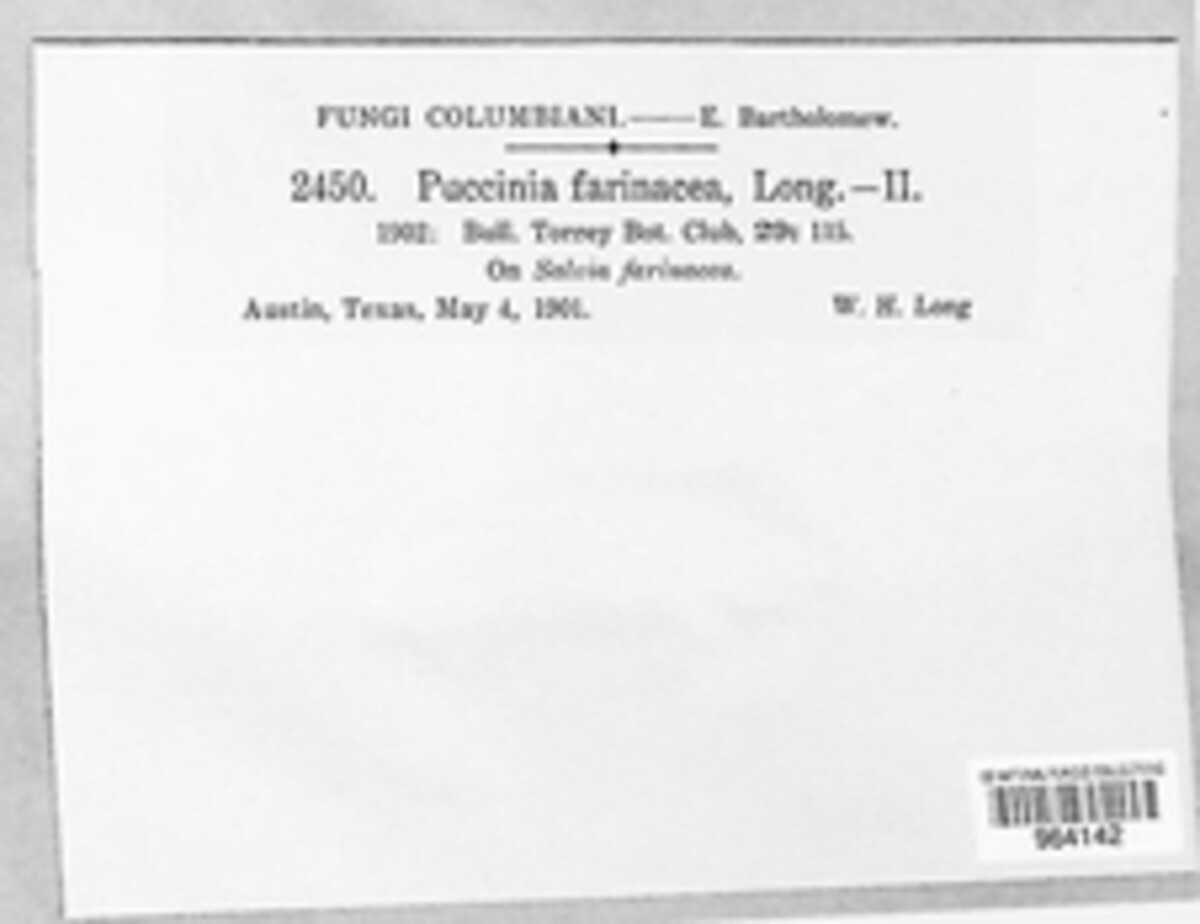 FUNGI COLUMBIANI.——E. Bartholomew.
2450. Puccinia farinacea, Long.—II.
1902: Bull. Torrey Bot. Club, 29: 115.
On Salvia farinacea.
Austin, Texas, May 4, 1901. W. H. Long
964142